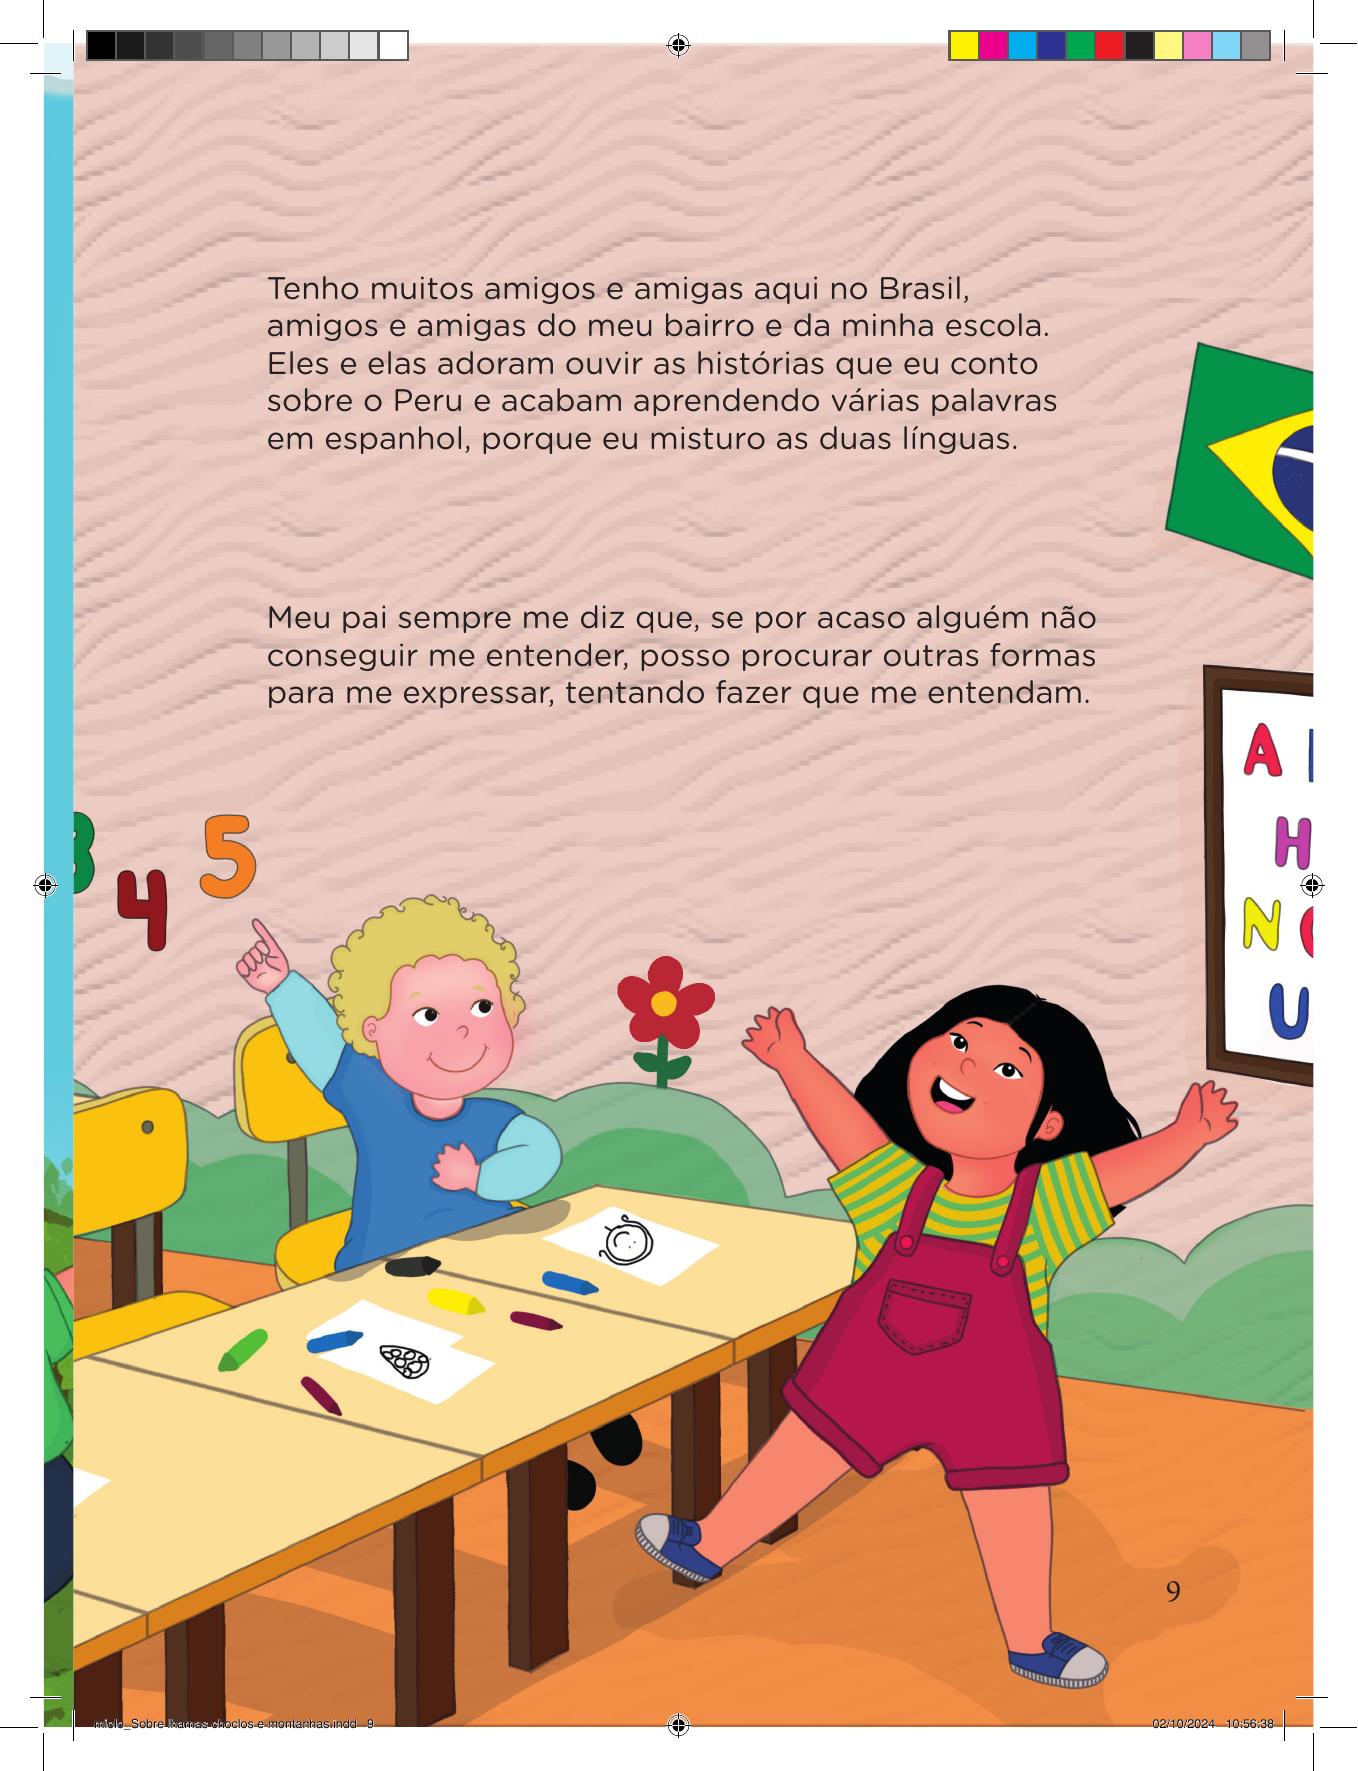 Tenho muitos amigos e amigas aqui no Brasil,
amigos e amigas do meu bairro e da minha escola.
Eles e elas adoram ouvir as histórias que eu conto
sobre o Peru e acabam aprendendo várias palavras
em espanhol, porque eu misturo as duas línguas.
Meu pai sempre me diz que, se por acaso alguém não
conseguir me entender, posso procurar outras formas
para me expressar, tentando fazer que me entendam.
A
3
4
5
H
N
U
9
miolo_Sobre lhamas choclos e montanhas.indd 9
02/10/2024 10:56:38